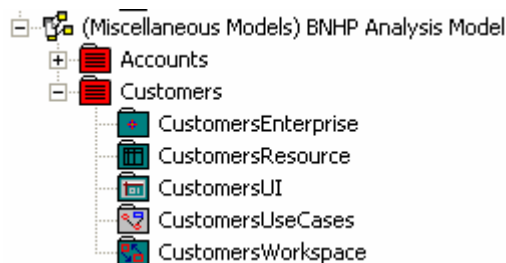 (Miscellaneous Models) BNHP Analysis Model
Accounts
Customers
CustomersEnterprise
CustomersResource
CustomersUI
CustomersUseCases
CustomersWorkspace